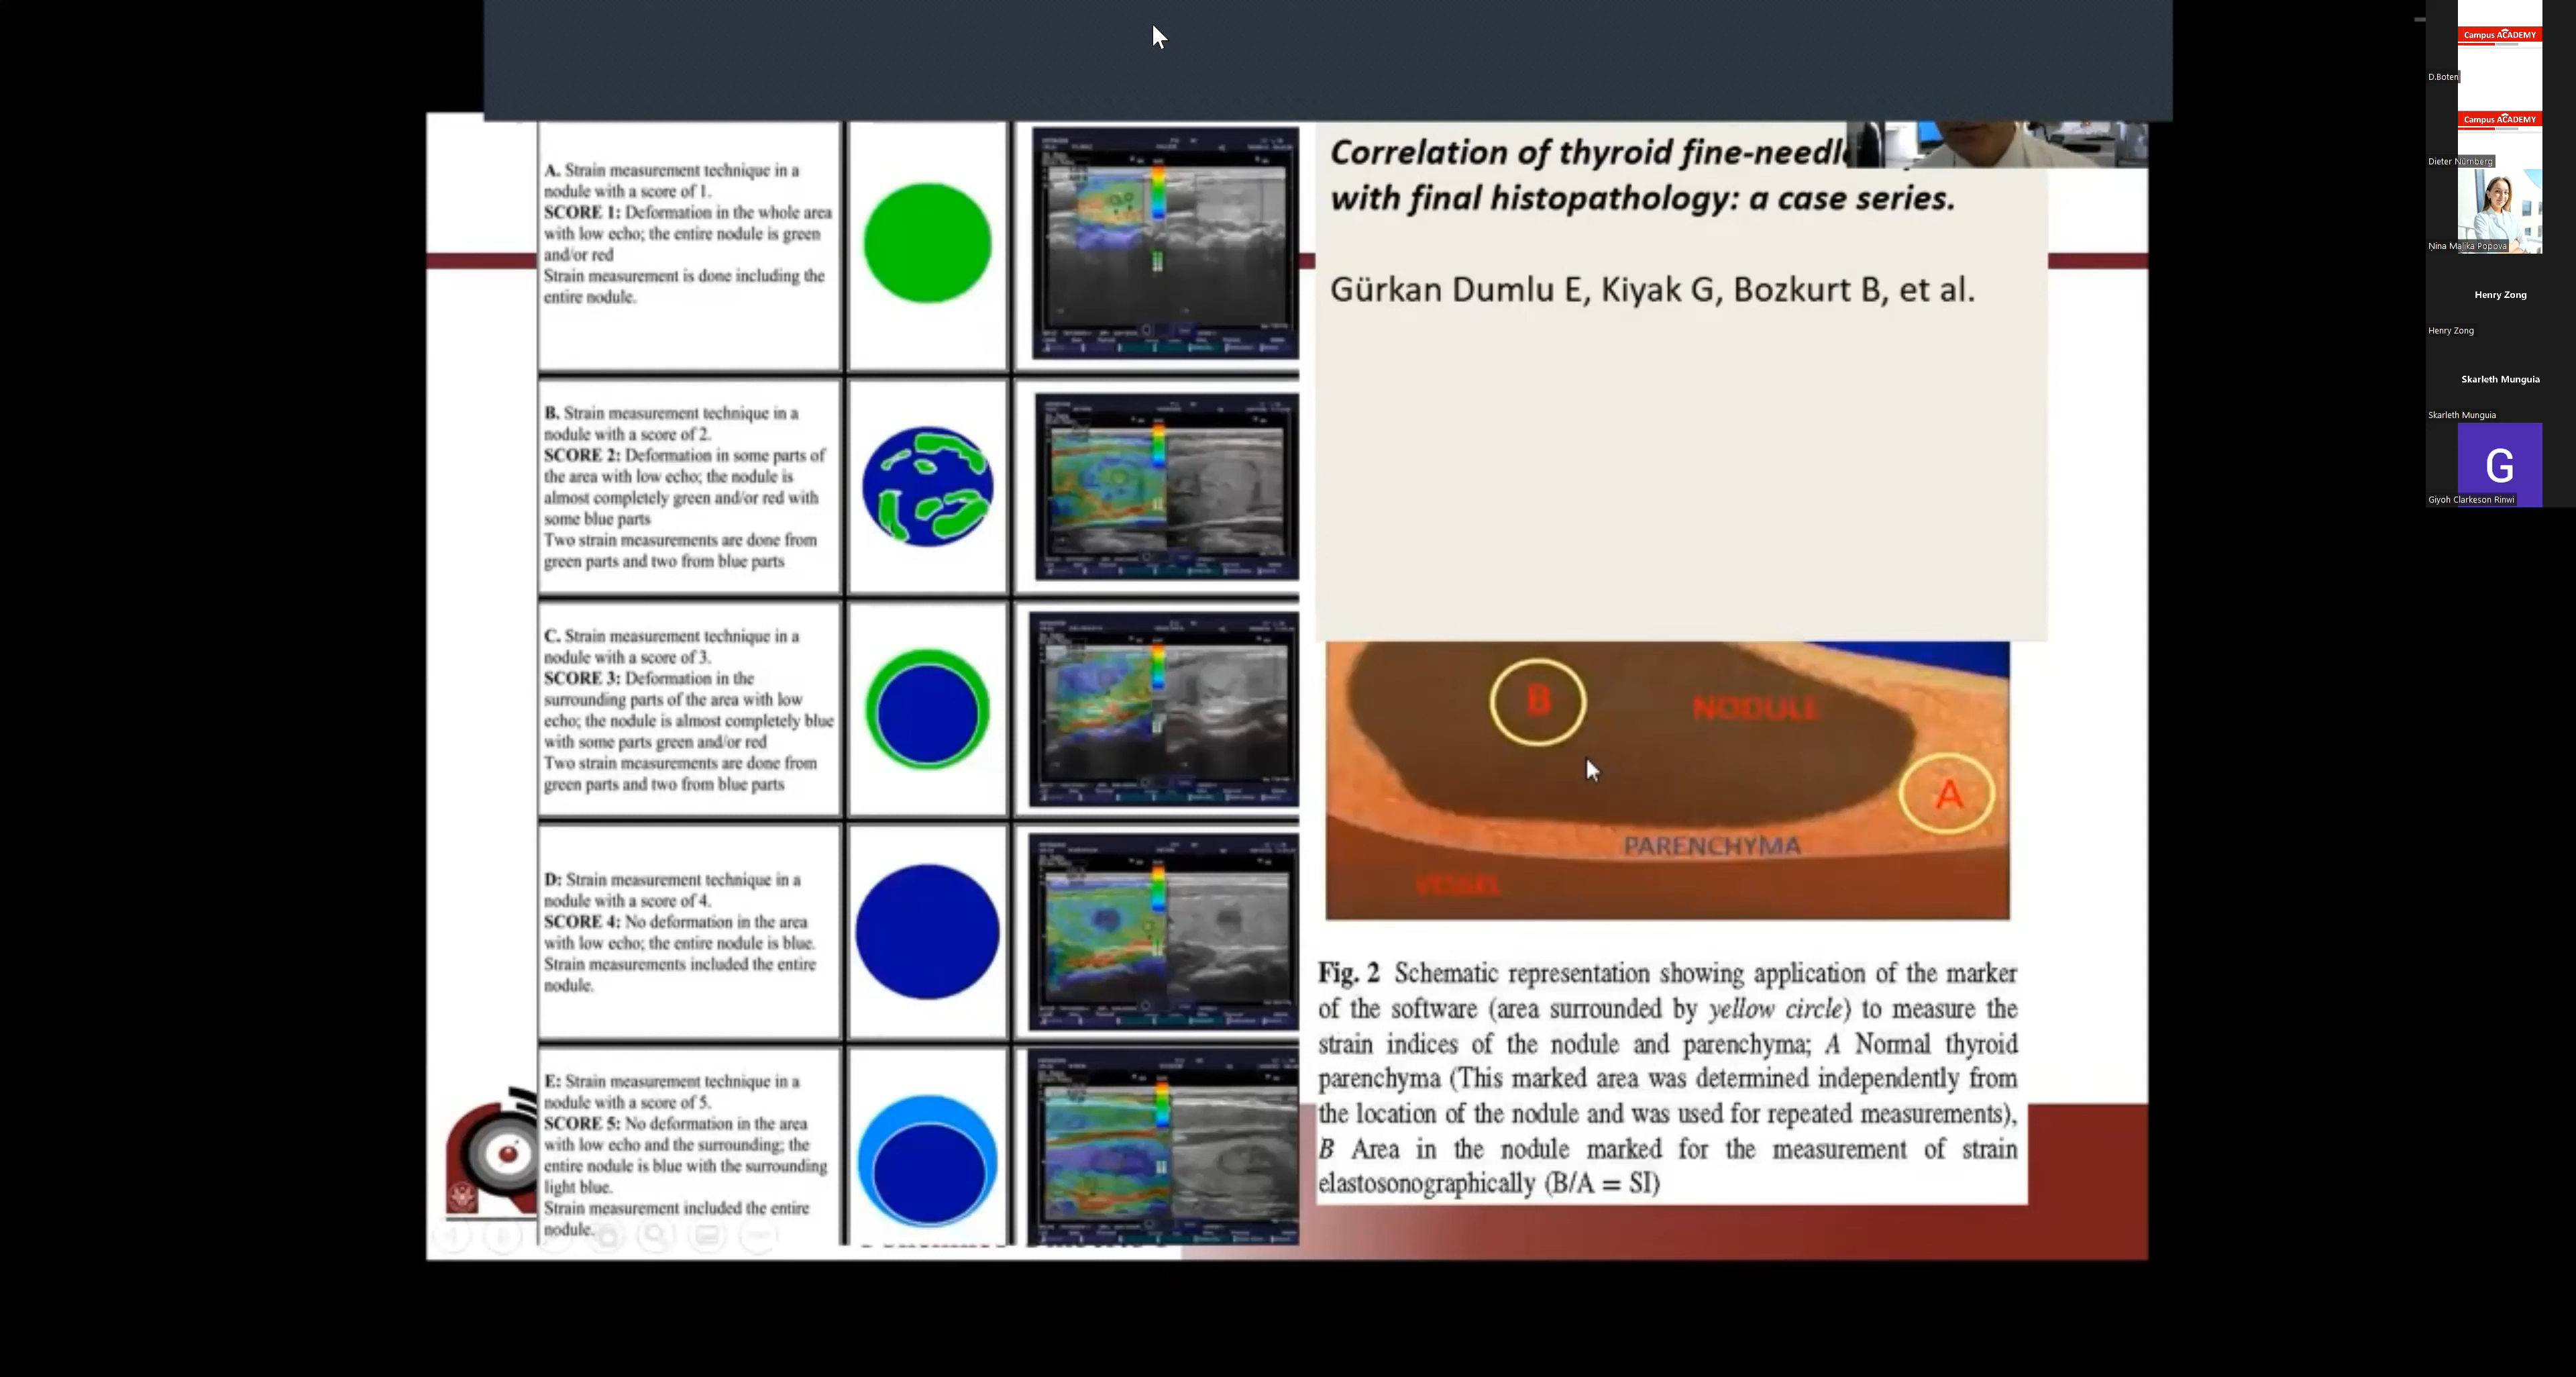 A. Strain measurement technique in a
nodule with a score of 1.
SCORE 1: Deformation in the whole area
with low echo; the entire nodule is green
and/or red
Strain measurement is done including the
entire nodule.
B. Strain measurement technique in a
nodule with a score of 2.
SCORE 2: Deformation in some parts of
the area with low echo; the nodule is
almost completely green and/or red with
some blue parts
Two strain measurements are done from
green parts and two from blue parts
C. Strain measurement technique in a
nodule with a score of 3.
SCORE 3: Deformation in the
surrounding parts of the area with low
echo; the nodule is almost completely blue
with some parts green and/or red
Two strain measurements are done from
green parts and two from blue parts
D: Strain measurement technique in a
nodule with a score of 4.
SCORE 4: No deformation in the area
with low echo; the entire nodule is blue.
Strain measurements included the entire
nodule.
E: Strain measurement technique in a
nodule with a score of 5.
SCORE 5: No deformation in the area
with low echo and the surrounding; the
entire nodule is blue with the surrounding
light blue.
Strain measurement included the entire
nodule.
Correlation of thyroid
with final histopathology: a case series.
Gürkan Dumlu E, Kiyak G, Bozkurt B, et al.
B
NODULE
A
PARENCHYMA
VESSEL
Fig. 2 Schematic representation showing application of the marker
of the software (area surrounded by yellow circle) to measure the
strain indices of the nodule and parenchyma; A Normal thyroid
parenchyma (This marked area was determined independently from
the location of the nodule and was used for repeated measurements),
B Area in the nodule marked for the measurement of strain
elastosonographically (B/A = SI)
Campus ACADEMY
D.Boten
Campus ACADEMY
Dieter Nürnberg
Nina Malika Popova
Henry Zong
Henry Zong
Skarleth Munguia
Skarleth Munguia
G
Giyoh Clarkeson Rinwi